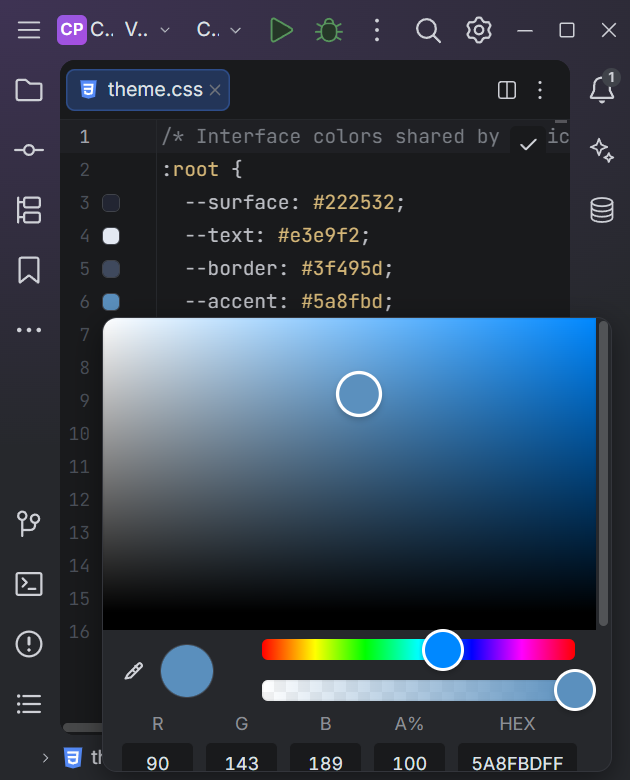 CP C.. V.. C..
1
theme.css
1 /* Interface colors shared by ic
2 :root {
3 --surface: #222532;
4 --text: #e3e9f2;
5 --border: #3f495d;
6 --accent: #5a8fbd;
7
8
9
10
11
12
13
14
15
16
R G B A% HEX
90 143 189 100 5A8FBDFF
th